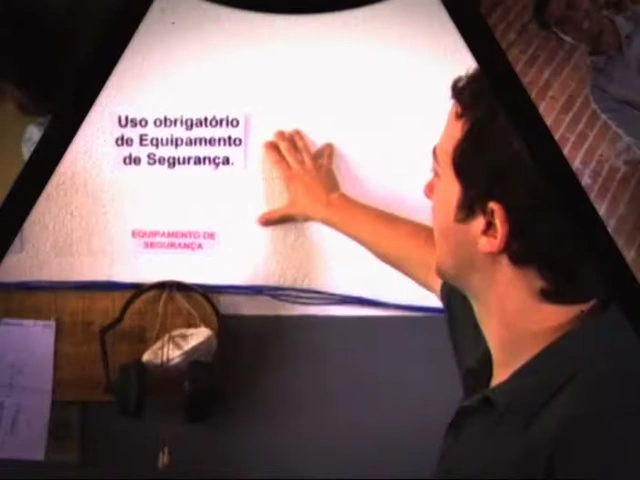 Uso obrigatório
de Equipamento
de Segurança.
EQUIPAMENTO DE
SEGURANÇA